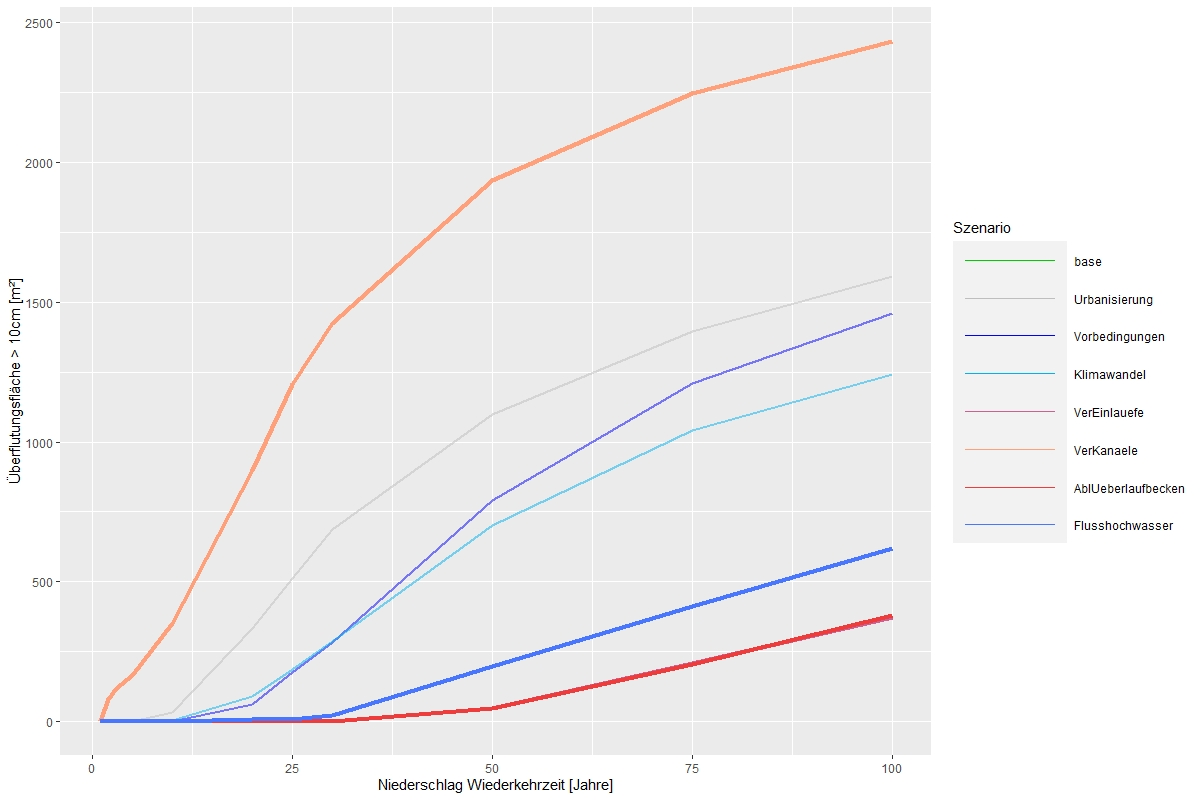 2500
2000
1500
1000
500
0
Überflutungsfläche > 10cm [m²]
0 25 50 75 100
Niederschlag Wiederkehrzeit [Jahre]
Szenario
base
Urbanisierung
Vorbedingungen
Klimawandel
VerEinlauefe
VerKanaele
AblUeberlaufbecken
Flusshochwasser